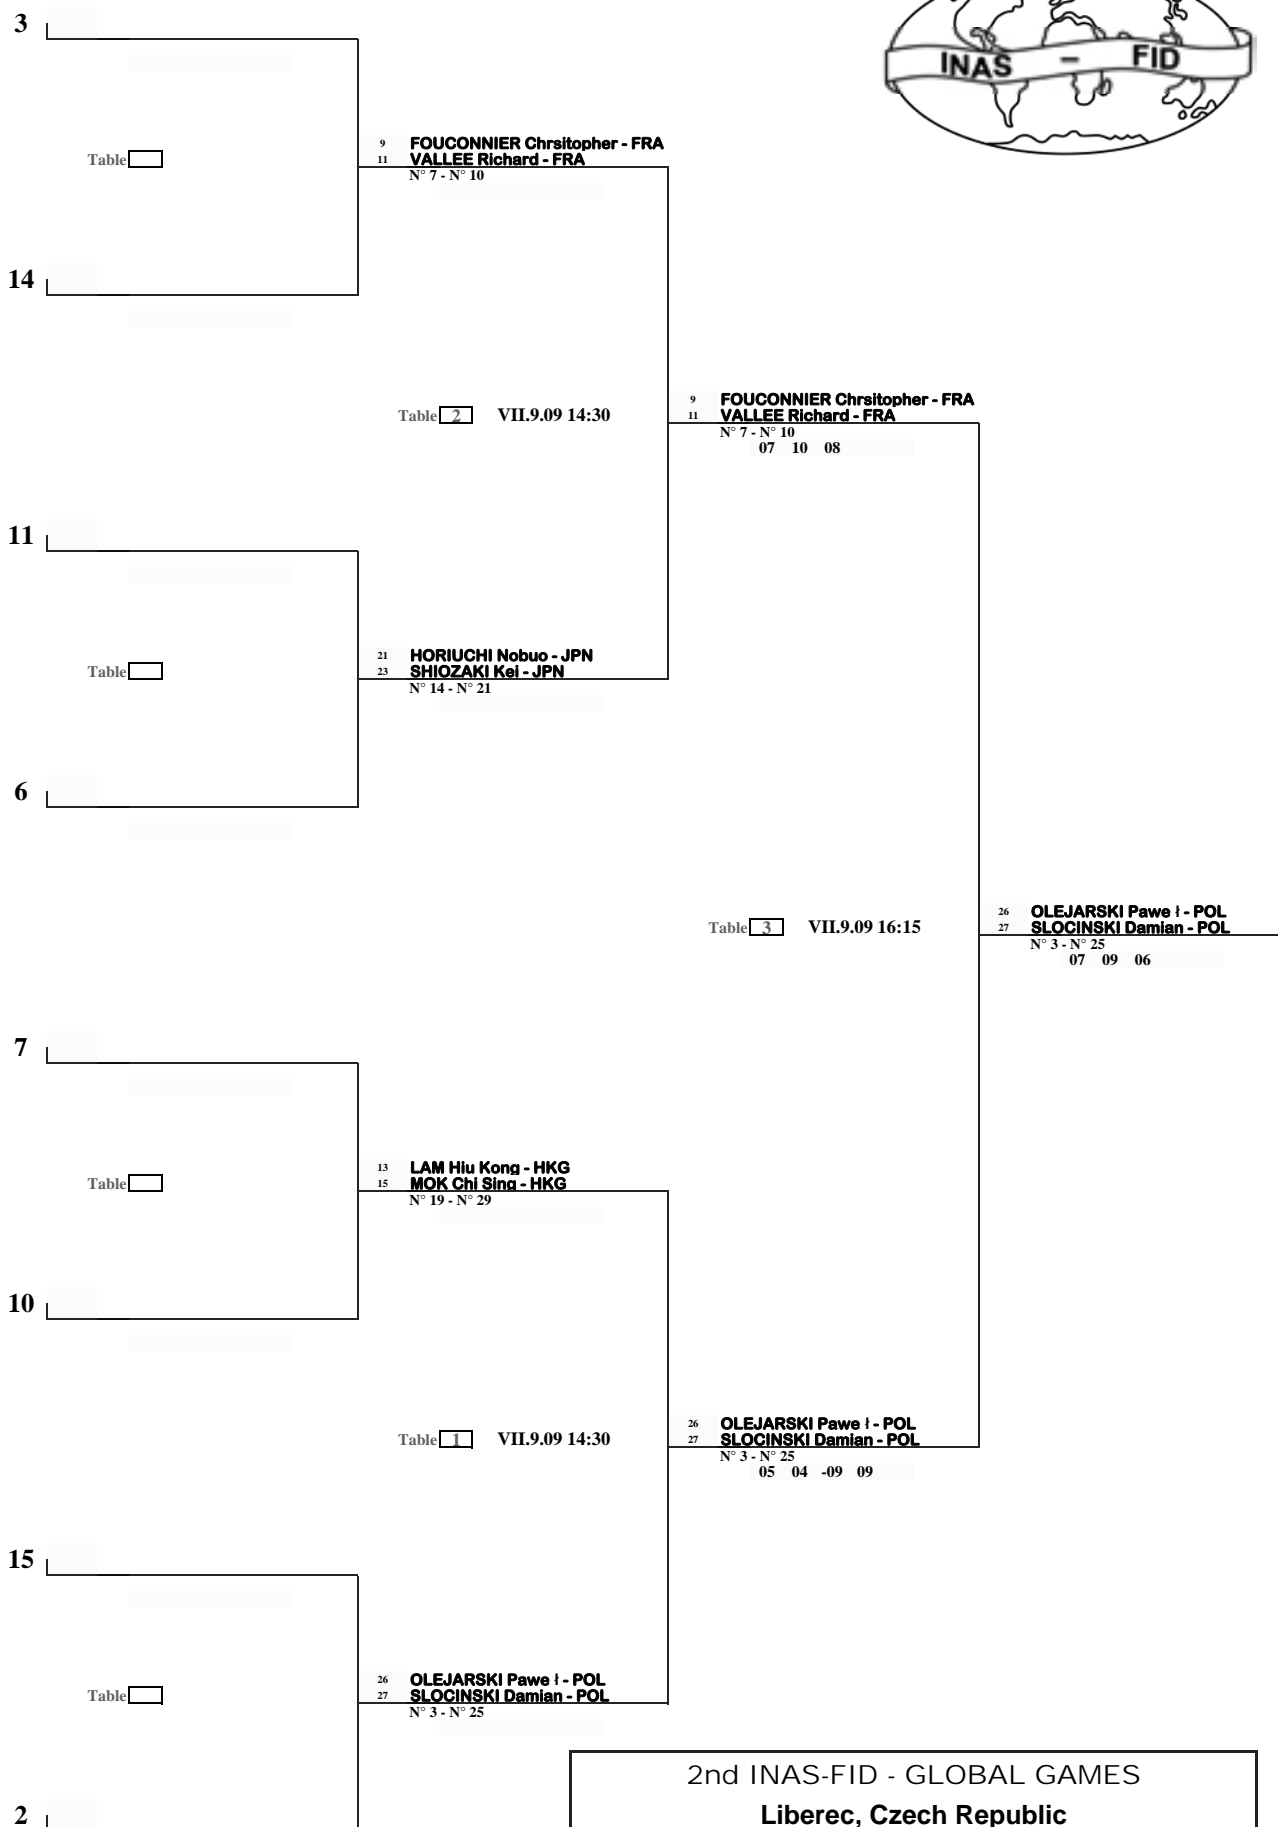 3
INAS – FID
9 FOUCONNIER Chrsitopher - FRA
Table
11 VALLEE Richard - FRA
N° 7 - N° 10
14
9 FOUCONNIER Chrsitopher - FRA
Table 2 VII.9.09 14:30
11 VALLEE Richard - FRA
N° 7 - N° 10
07 10 08
11
21 HORIUCHI Nobuo - JPN
Table
23 SHIOZAKI Kei - JPN
N° 14 - N° 21
6
26 OLEJARSKI Pawe ł - POL
Table 3 VII.9.09 16:15
27 SLOCINSKI Damian - POL
N° 3 - N° 25
07 09 06
7
13 LAM Hiu Kong - HKG
Table
15 MOK Chi Sing - HKG
N° 19 - N° 29
10
26 OLEJARSKI Pawe ł - POL
Table 1 VII.9.09 14:30
27 SLOCINSKI Damian - POL
N° 3 - N° 25
05 04 -09 09
15
26 OLEJARSKI Pawe ł - POL
Table
27 SLOCINSKI Damian - POL
N° 3 - N° 25
2nd INAS-FID - GLOBAL GAMES
2
Liberec, Czech Republic